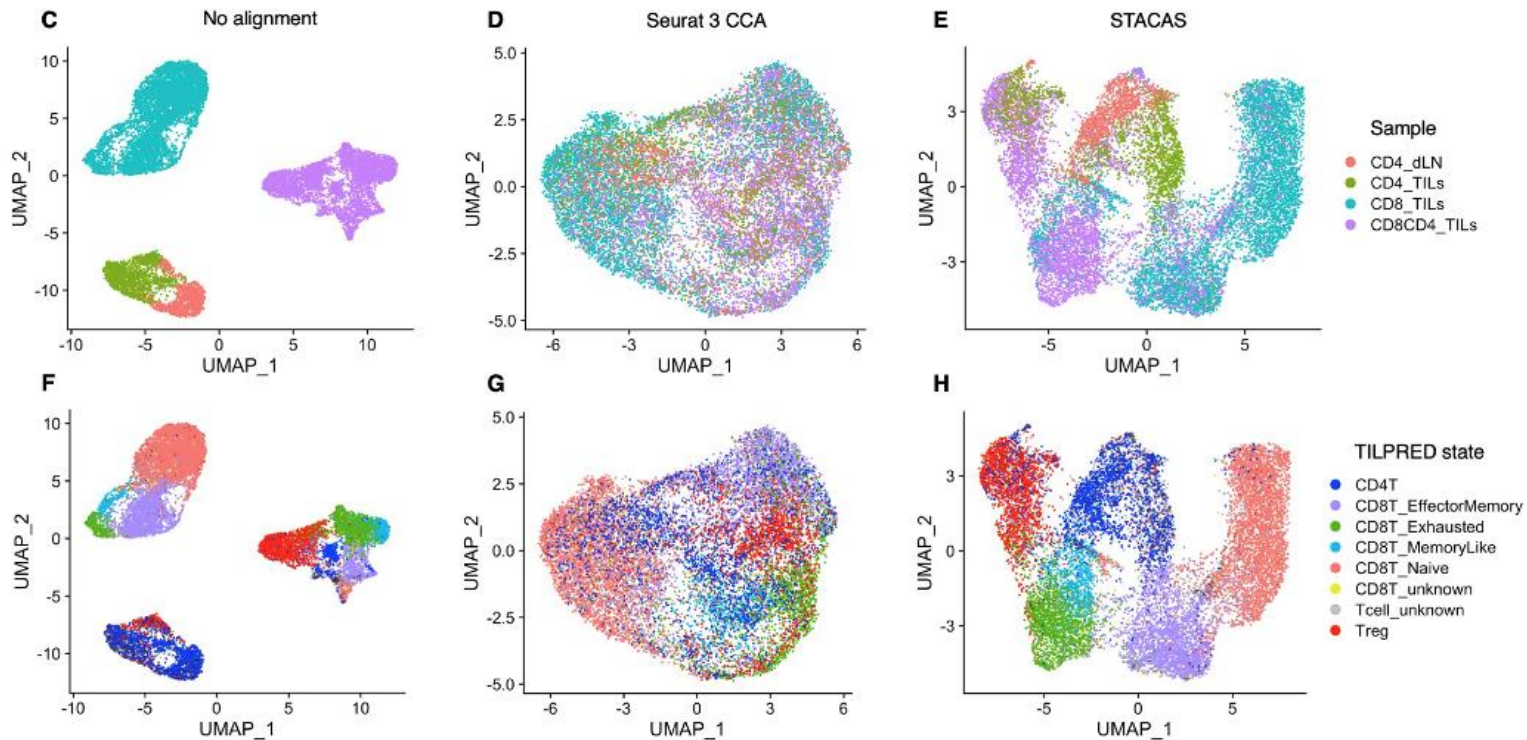 C
No alignment
10
5
0
-5
-10
UMAP_2
-10
-5
0
5
10
UMAP_1
D
Seurat 3 CCA
5.0
2.5
0.0
-2.5
-5.0
UMAP_2
-6
-3
0
3
6
UMAP_1
E
STACAS
3
0
-3
UMAP_2
-5
0
5
UMAP_1
Sample
CD4_dLN
CD4_TILs
CD8_TILs
CD8CD4_TILs
F
10
5
0
-5
-10
UMAP_2
-10
-5
0
5
10
UMAP_1
G
5.0
2.5
0.0
-2.5
-5.0
UMAP_2
-6
-3
0
3
6
UMAP_1
H
3
0
-3
UMAP_2
-5
0
5
UMAP_1
TILPRED state
CD4T
CD8T_EffectorMemory
CD8T_Exhausted
CD8T_MemoryLike
CD8T_Naive
CD8T_unknown
Tcell_unknown
Treg